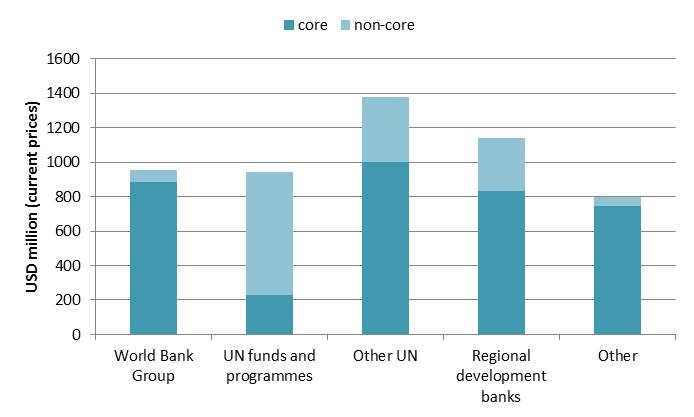 core non-core
USD million (current prices)
1600
1400
1200
1000
800
600
400
200
0
World Bank
Group
UN funds and
programmes
Other UN
Regional
development
banks
Other